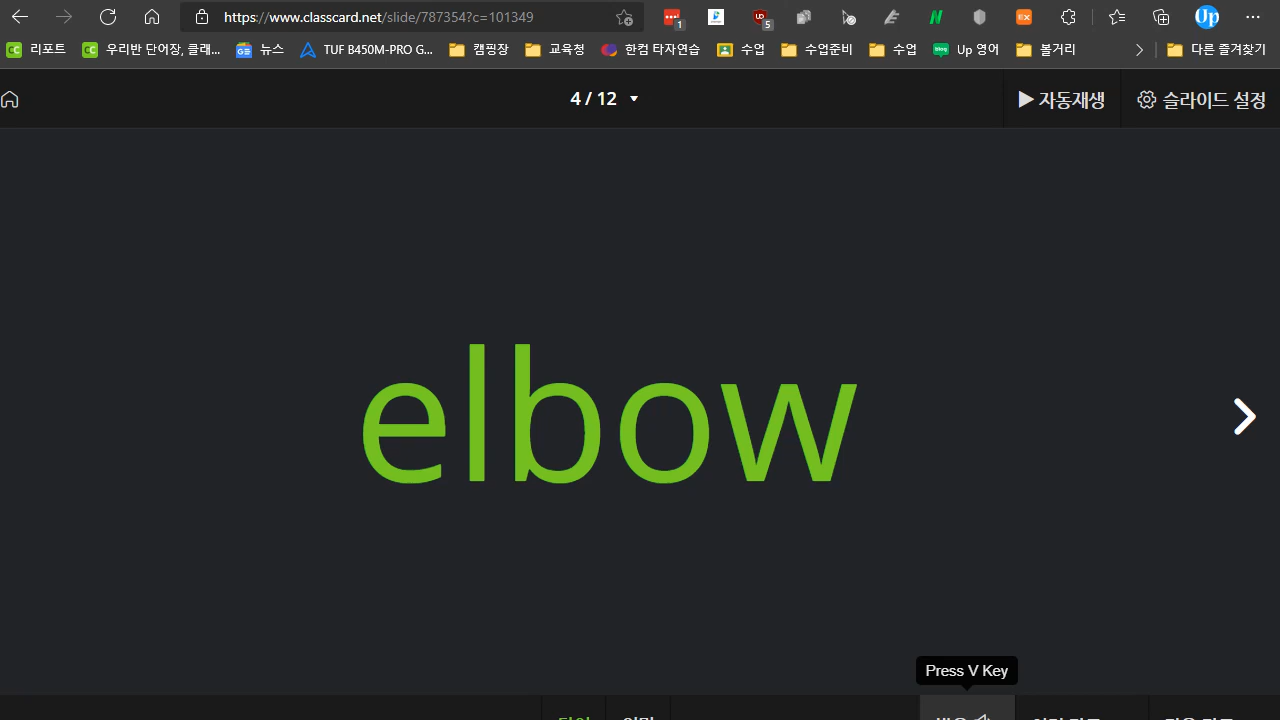 https://www.classcard.net/slide/787354?c=101349
리포트 우리반 단어장, 클래... 뉴스 TUF B450M-PRO G... 캠핑장 교육청 한컴 타자연습 수업 수업준비 수업 Up 영어 볼거리 다른 즐겨찾기
4 / 12 자동재생 슬라이드 설정
elbow
Press V Key